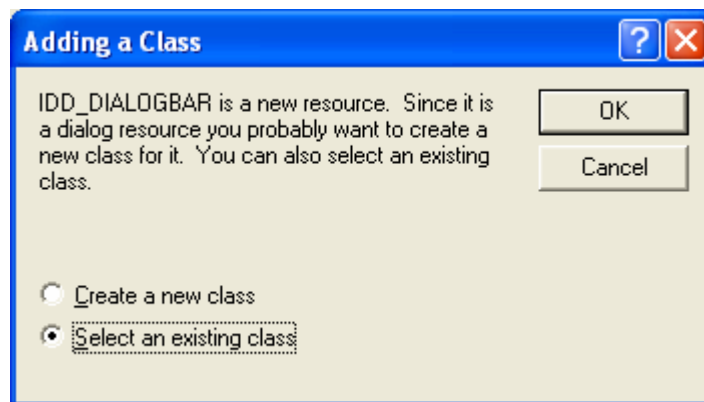 Adding a Class
IDD_DIALOGBAR is a new resource. Since it is
a dialog resource you probably want to create a
new class for it. You can also select an existing
class.
OK
Cancel
Create a new class
Select an existing class